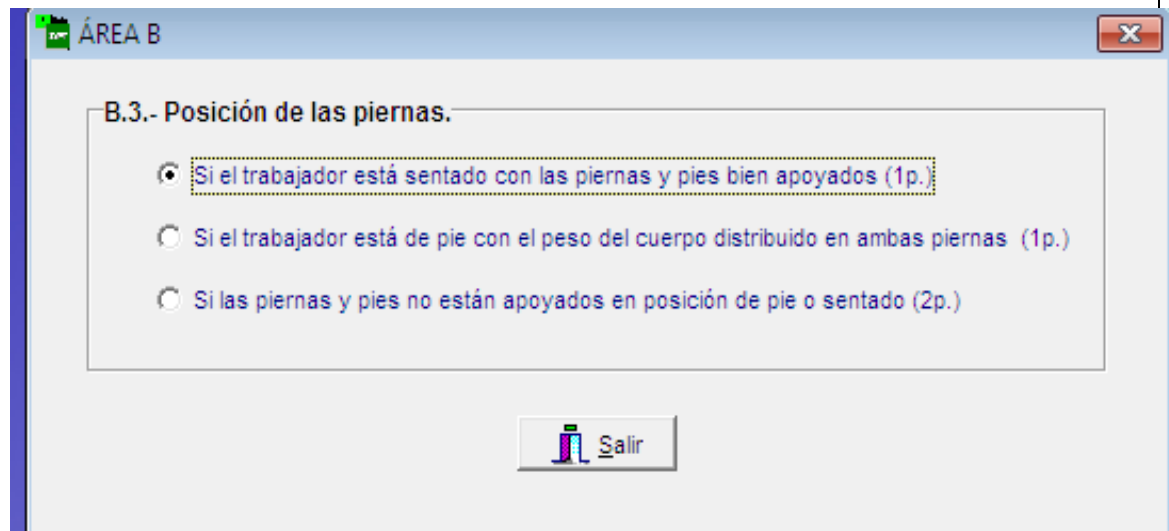 ÁREA B
B.3.- Posición de las piernas.
Si el trabajador está sentado con las piernas y pies bien apoyados (1p.)
Si el trabajador está de pie con el peso del cuerpo distribuido en ambas piernas (1p.)
Si las piernas y pies no están apoyados en posición de pie o sentado (2p.)
Salir